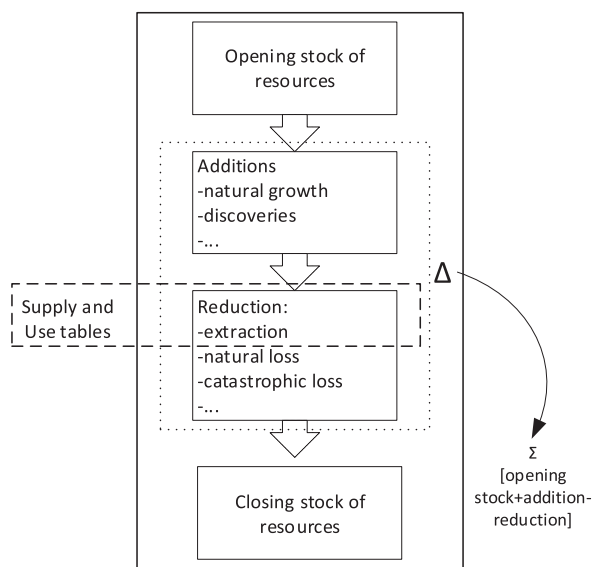 Opening stock of
resources
Additions
-natural growth
-discoveries
-...
Δ
Supply and
Use tables
Reduction:
-extraction
-natural loss
-catastrophic loss
-...
Σ
[opening
stock+addition-
reduction]
Closing stock of
resources